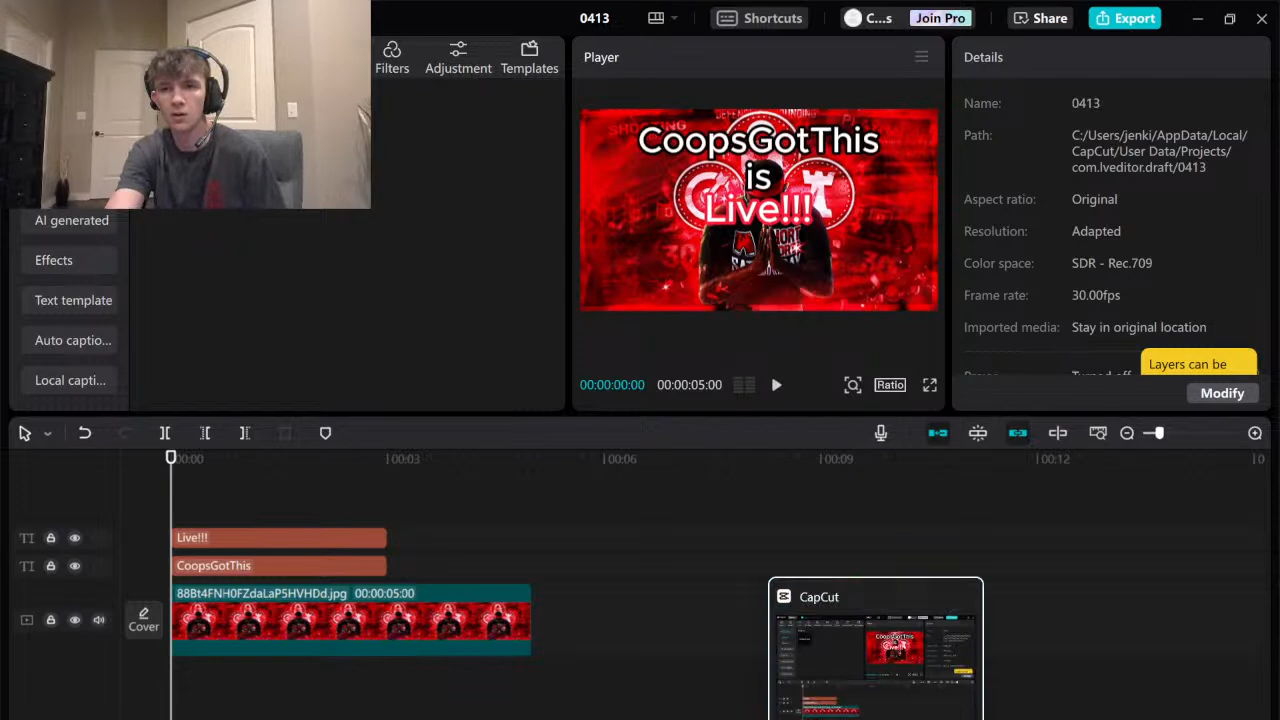 0413
Shortcuts
C...s
Join Pro
Share
Export
Filters
Adjustment
Templates
Player
Details
Name:
0413
Path:
C:/Users/jenki/AppData/Local/
CapCut/User Data/Projects/
com.lveditor.draft/0413
Aspect ratio:
Original
Resolution:
Adapted
Color space:
SDR - Rec.709
Frame rate:
30.00fps
Imported media:
Stay in original location
Turned off
Layers can be
Modify
AI generated
Effects
Text template
Auto captio...
Local capti...
SHOOTING
CoopsGotThis
is
Live!!!
30
00:00:00:00
00:00:05:00
Ratio
00:00
00:03
00:06
00:09
00:12
Live!!!
CoopsGotThis
88Bt4FNH0FZdaLaP5HVHDd.jpg 00:00:05:00
Cover
CapCut